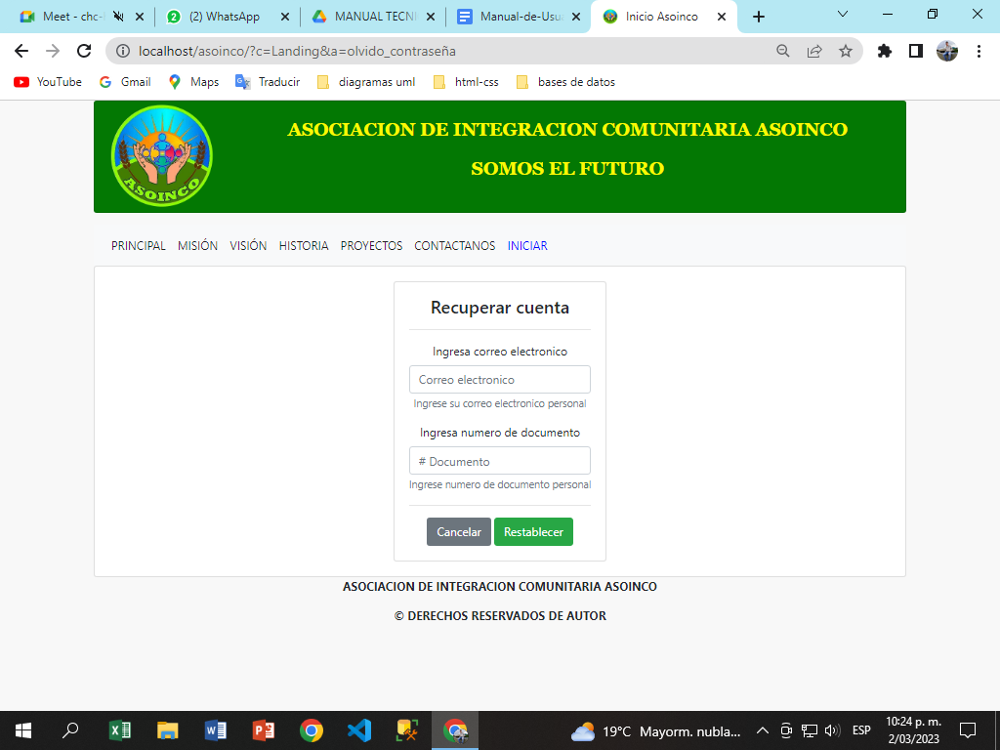 Meet - chc-
(2) WhatsApp
MANUAL TECNI
Manual-de-Usu
Inicio Asoinco
localhost/asoinco/?c=Landing&a=olvido_contraseña
YouTube
Gmail
Maps
Traducir
diagramas uml
html-css
bases de datos
ASOINCO
ASOCIACION DE INTEGRACION COMUNITARIA ASOINCO
SOMOS EL FUTURO
PRINCIPAL MISIÓN VISIÓN HISTORIA PROYECTOS CONTACTANOS INICIAR
Recuperar cuenta
Ingresa correo electronico
Correo electronico
Ingrese su correo electronico personal
Ingresa numero de documento
# Documento
Ingrese numero de documento personal
Cancelar Restablecer
ASOCIACION DE INTEGRACION COMUNITARIA ASOINCO
© DERECHOS RESERVADOS DE AUTOR
19°C Mayorm. nubla...
ESP
10:24 p. m.
2/03/2023